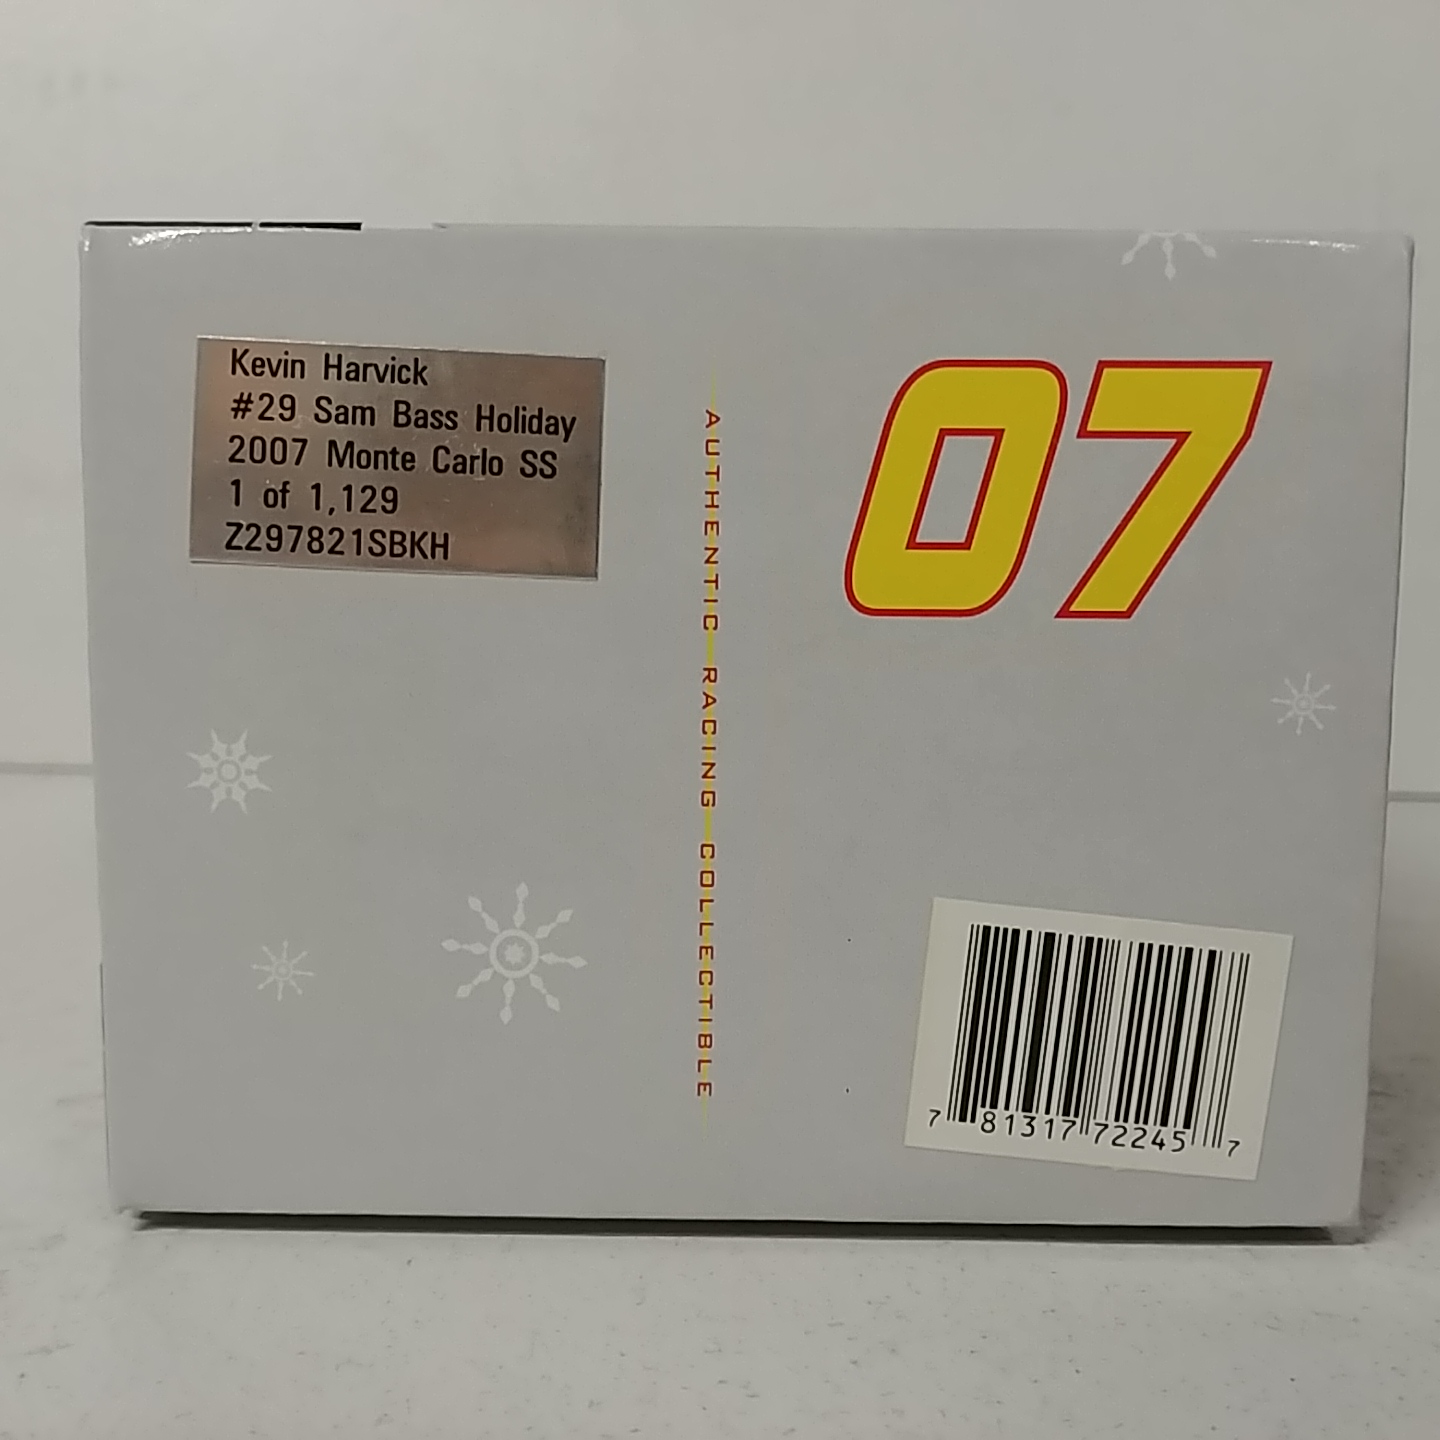 Kevin Harvick
#29 Sam Bass Holiday
2007 Monte Carlo SS
1 of 1,129
Z297821SBKH
AUTHENTIC RACING COLLECTIBLE
07
7 81317 72245 7